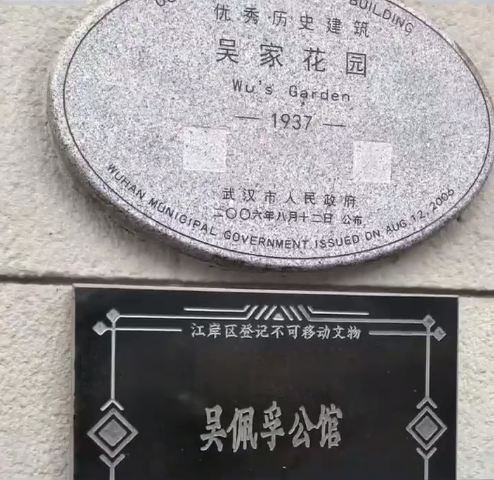 BUILDING
优秀历史建筑
吴家花园
Wu's Garden
1937
武汉市人民政府
二〇〇六年八月十二日 公布
WUHAN MUNICIPAL GOVERNMENT ISSUED ON AUG.12, 2006
江岸区登记不可移动文物
吴佩孚公馆